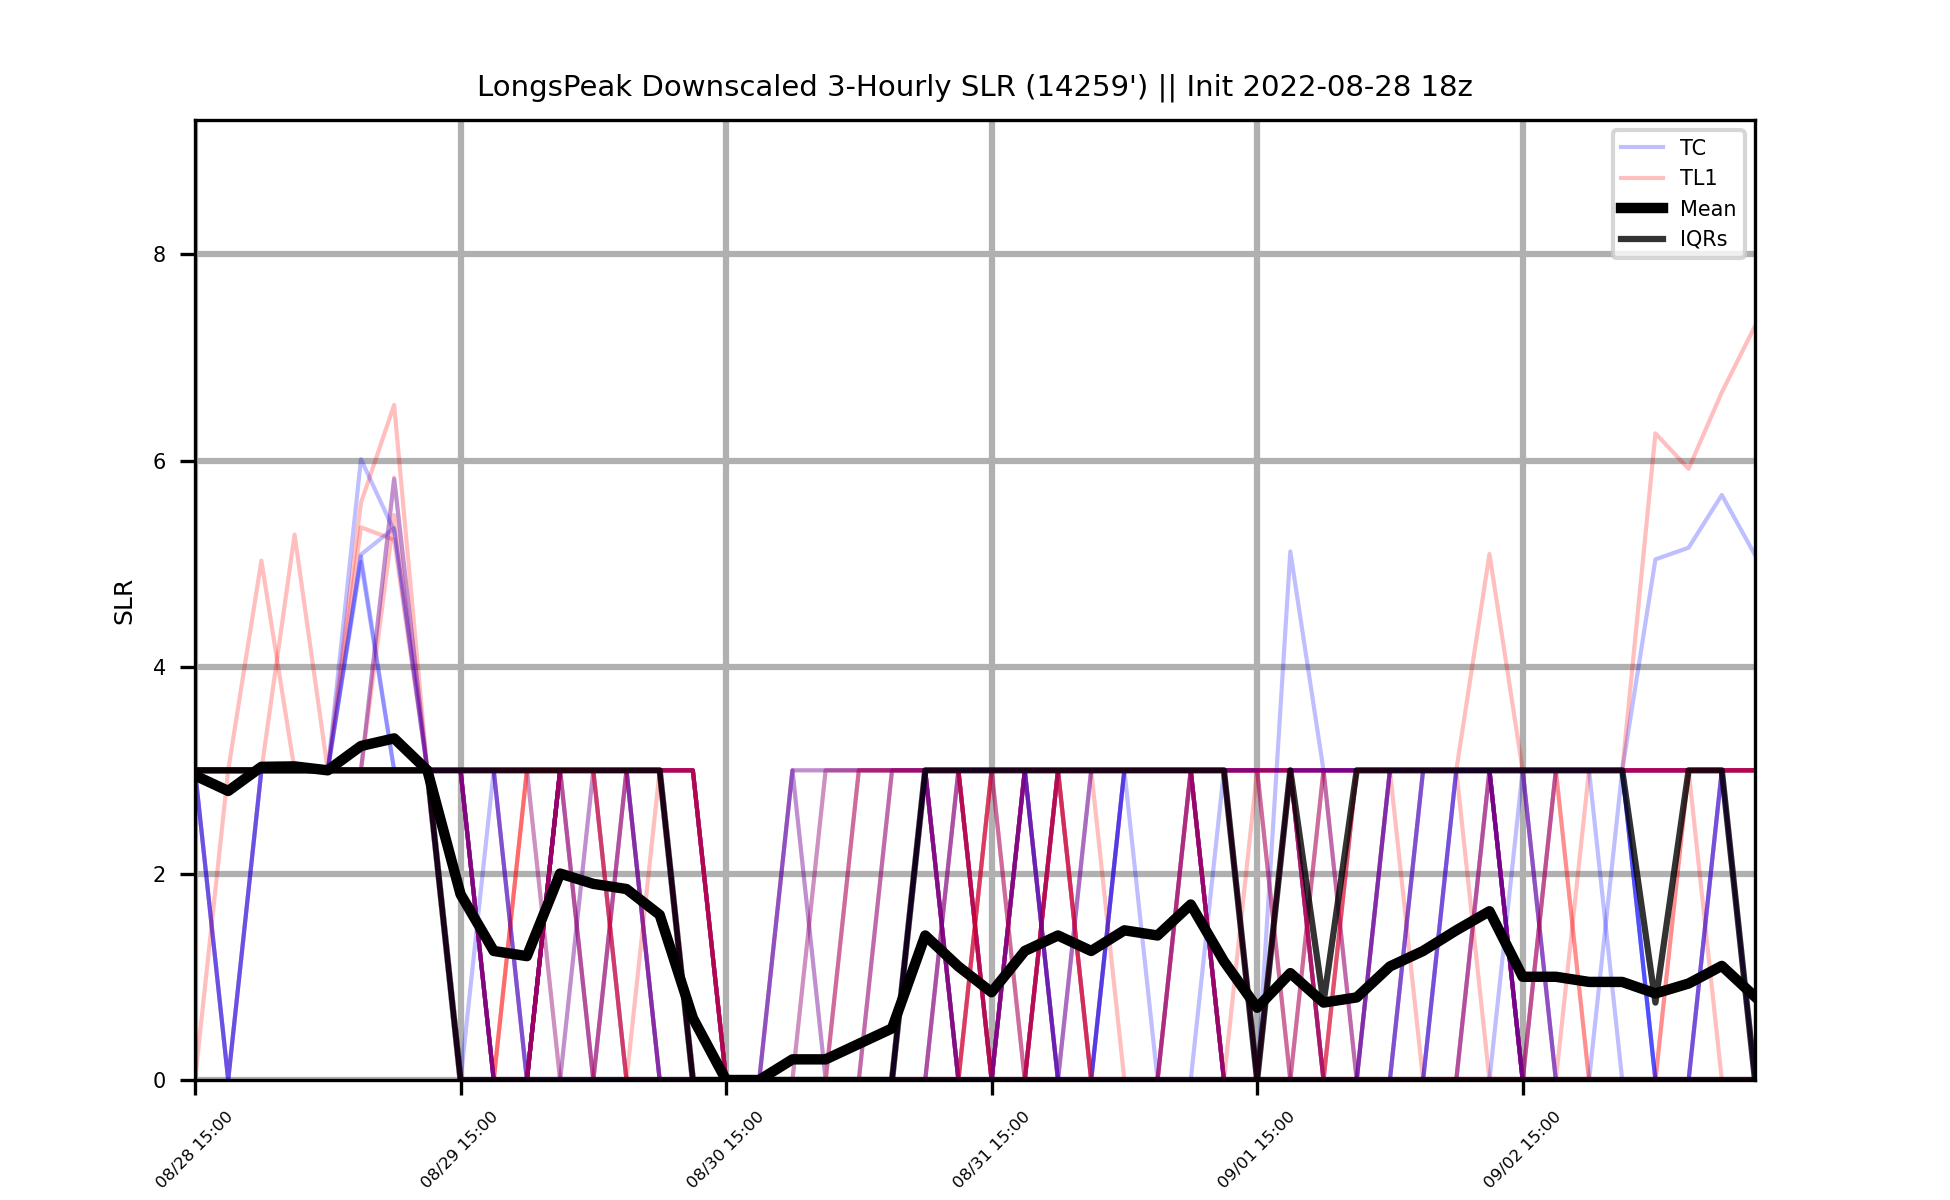 LongsPeak Downscaled 3-Hourly SLR (14259') || Init 2022-08-28 18z
TC
TL1
Mean
IQRs
SLR
8
6
4
2
0
08/28 15:00
08/29 15:00
08/30 15:00
08/31 15:00
09/01 15:00
09/02 15:00